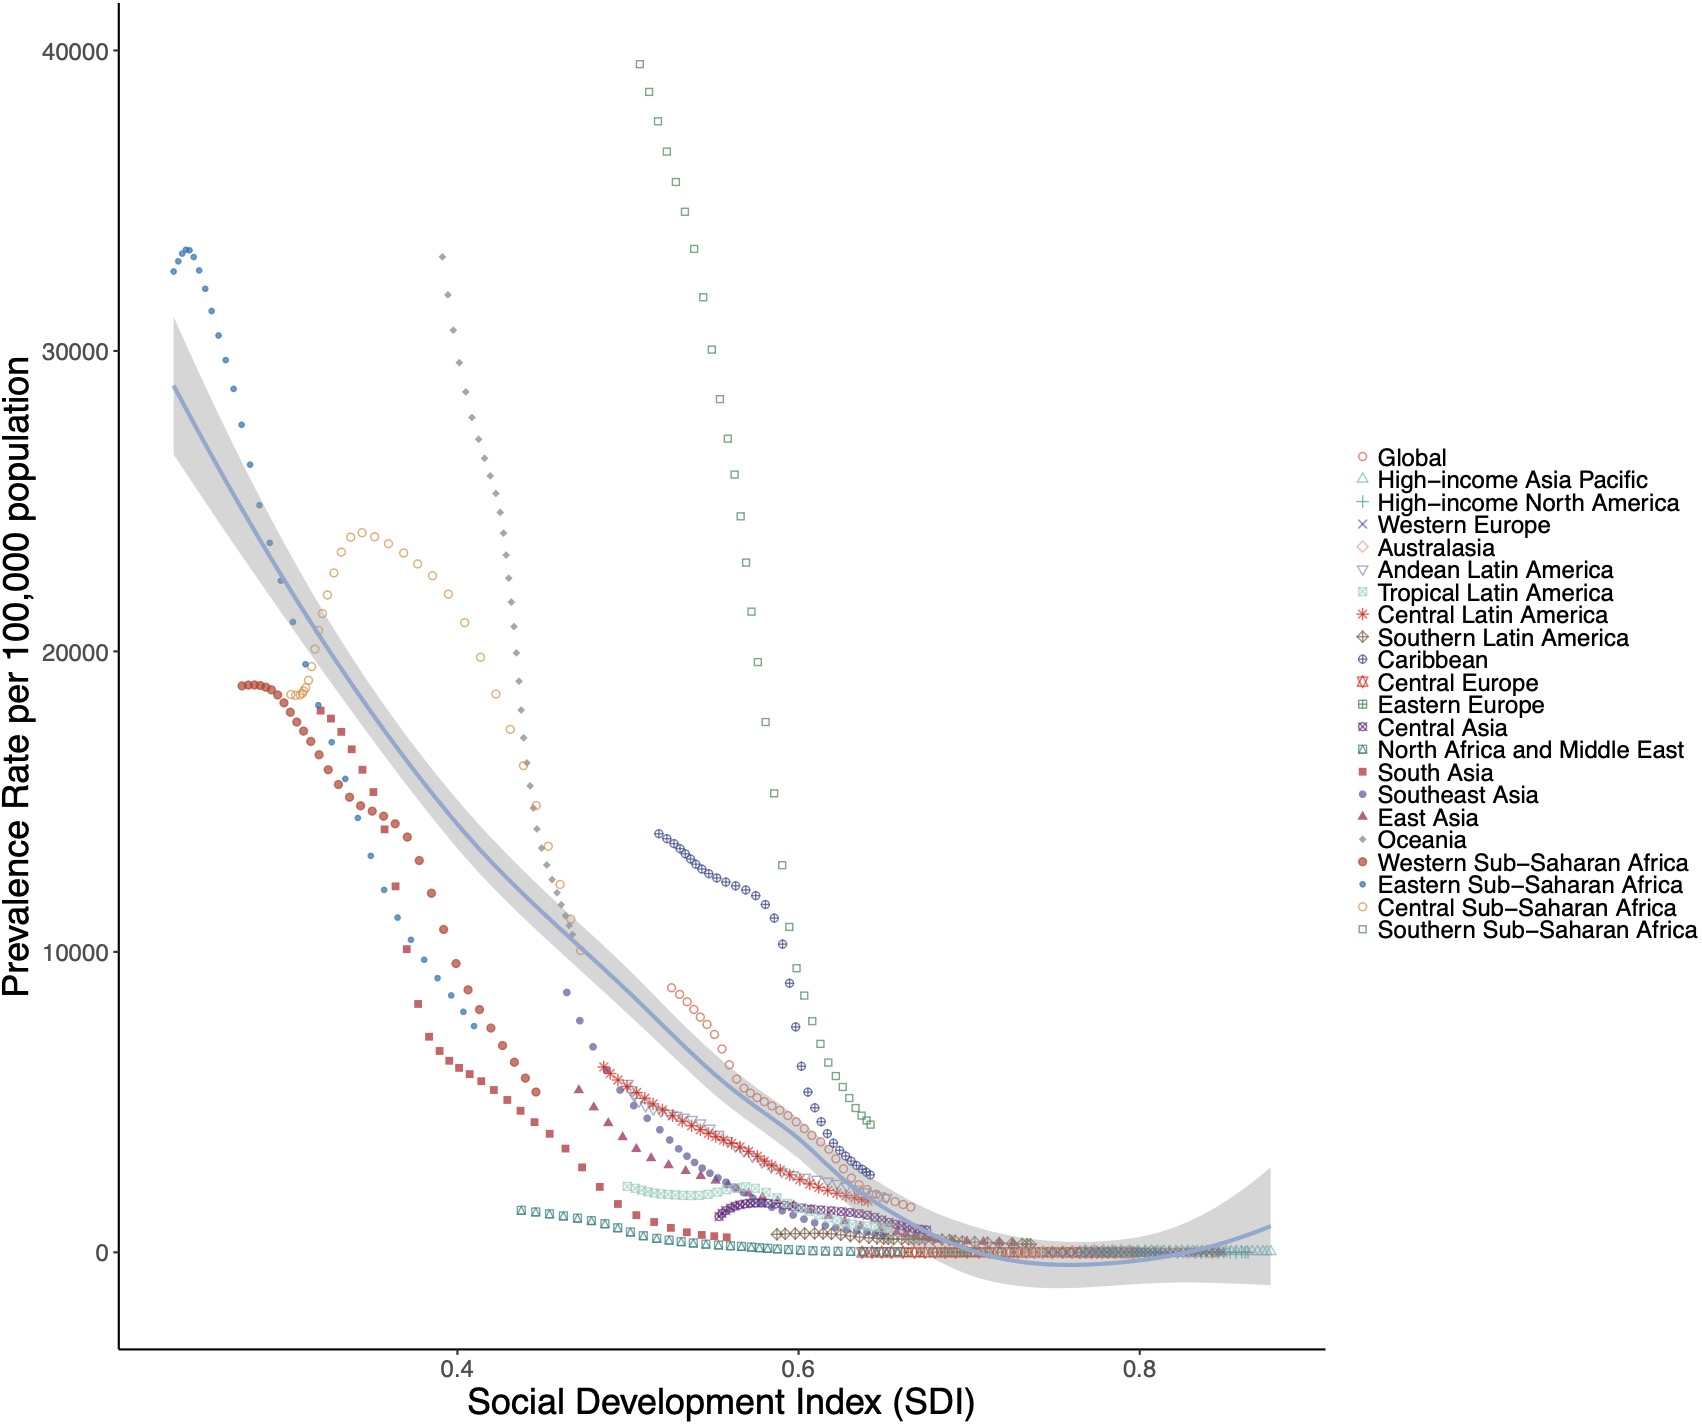 Prevalence Rate per 100,000 population
40000
30000
20000
10000
0
0.4
0.6
0.8
Social Development Index (SDI)
Global
High−income Asia Pacific
High−income North America
Western Europe
Australasia
Andean Latin America
Tropical Latin America
Central Latin America
Southern Latin America
Caribbean
Central Europe
Eastern Europe
Central Asia
North Africa and Middle East
South Asia
Southeast Asia
East Asia
Oceania
Western Sub−Saharan Africa
Eastern Sub−Saharan Africa
Central Sub−Saharan Africa
Southern Sub−Saharan Africa